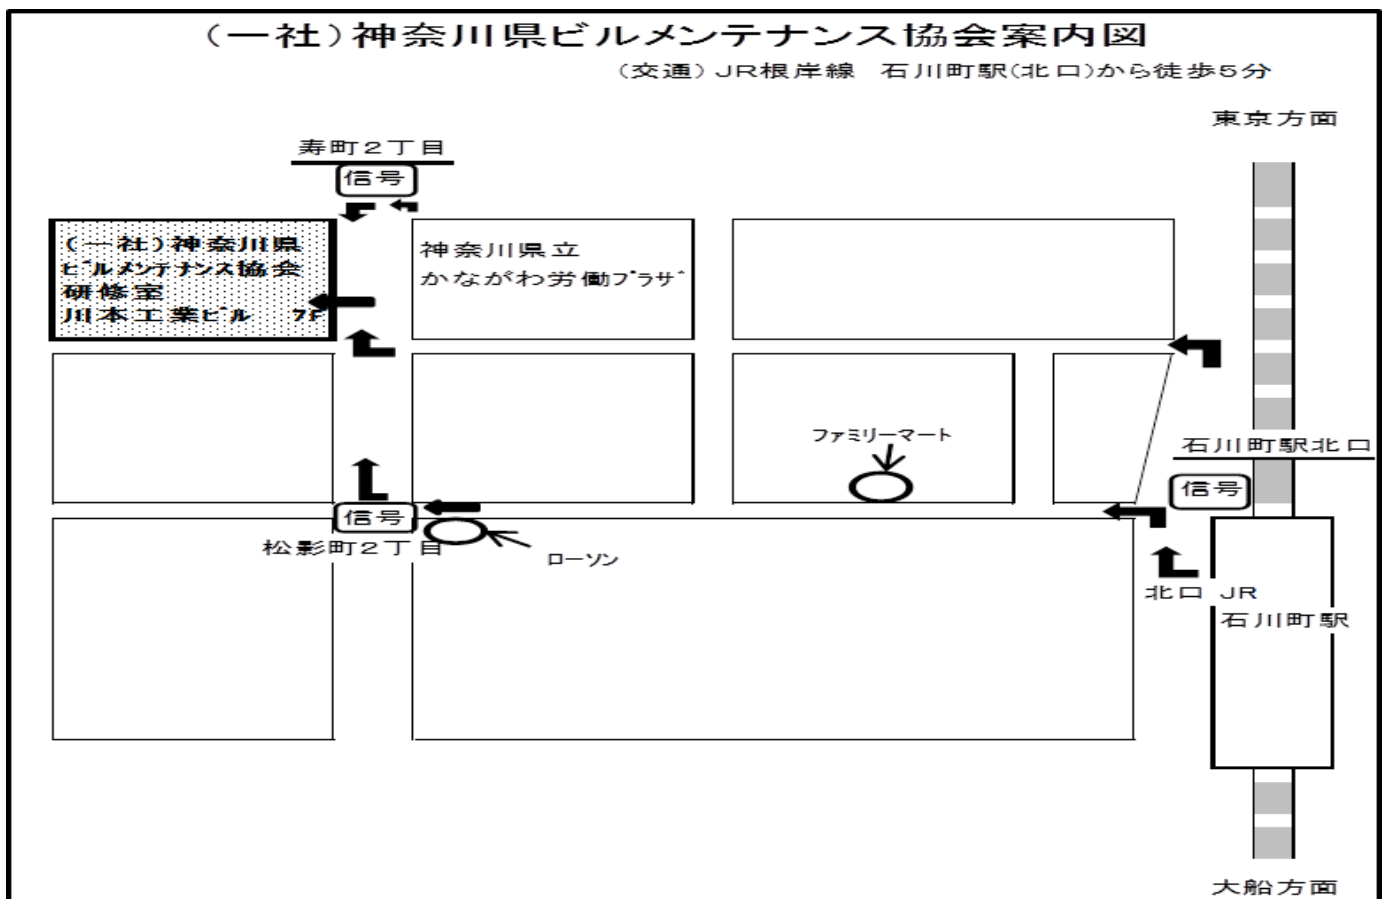 （一社）神奈川県ビルメンテナンス協会案内図
（交通）ＪＲ根岸線　石川町駅（北口）から徒歩５分
東京方面
寿町２丁目
信号
（一社）神奈川県
ﾋﾞﾙﾒﾝﾃﾅﾝｽ協会
研修室
川本工業ﾋﾞﾙ　7F
神奈川県立
かながわ労働ﾌﾟﾗｻﾞ
ファミリーマート
石川町駅北口
信号
信号
松影町２丁目
ローソン
北口 ＪＲ
石川町駅
大船方面